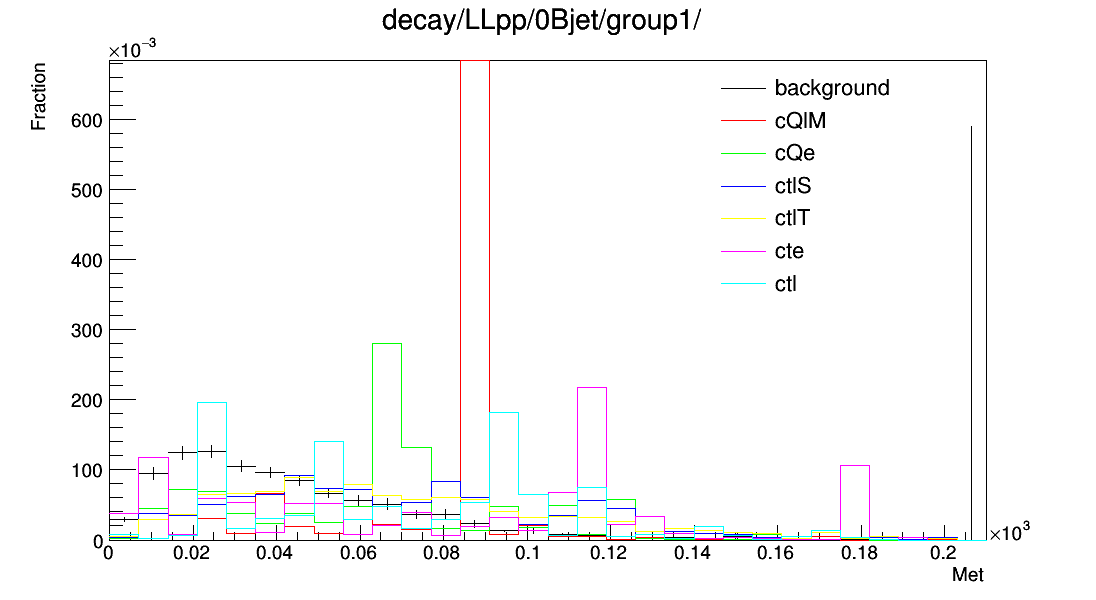 decay/LLpp/0Bjet/group1/
×10⁻³
Fraction
background
cQlM
cQe
ctlS
ctlT
cte
ctl
600
500
400
300
200
100
0
0 0.02 0.04 0.06 0.08 0.1 0.12 0.14 0.16 0.18 0.2
×10³
Met